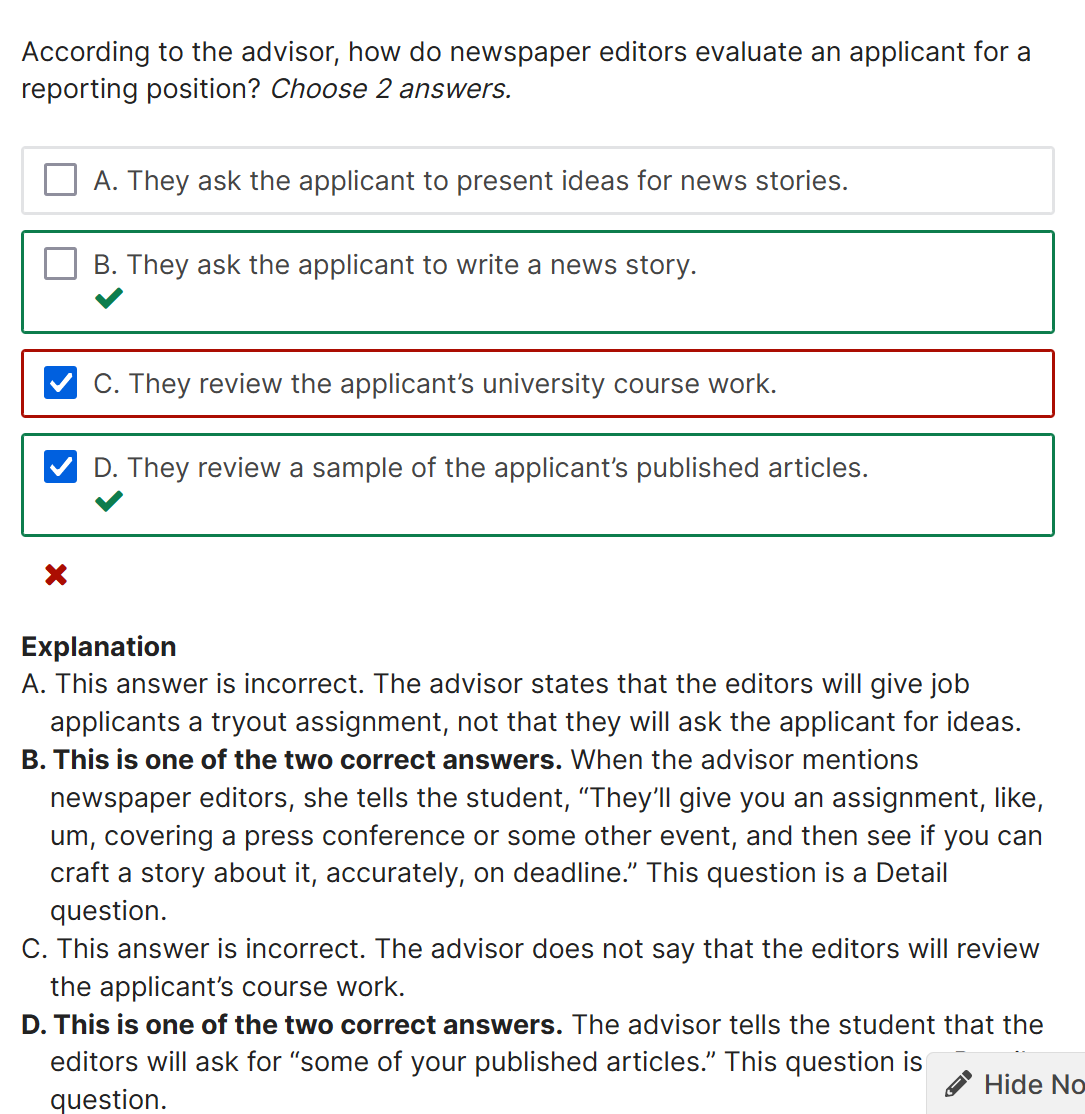 According to the advisor, how do newspaper editors evaluate an applicant for a
reporting position? Choose 2 answers.
A. They ask the applicant to present ideas for news stories.
B. They ask the applicant to write a news story.
C. They review the applicant’s university course work.
D. They review a sample of the applicant’s published articles.
Explanation
A. This answer is incorrect. The advisor states that the editors will give job
applicants a tryout assignment, not that they will ask the applicant for ideas.
B. This is one of the two correct answers. When the advisor mentions
newspaper editors, she tells the student, “They’ll give you an assignment, like,
um, covering a press conference or some other event, and then see if you can
craft a story about it, accurately, on deadline.” This question is a Detail
question.
C. This answer is incorrect. The advisor does not say that the editors will review
the applicant’s course work.
D. This is one of the two correct answers. The advisor tells the student that the
editors will ask for “some of your published articles.” This question is
question.
Hide No